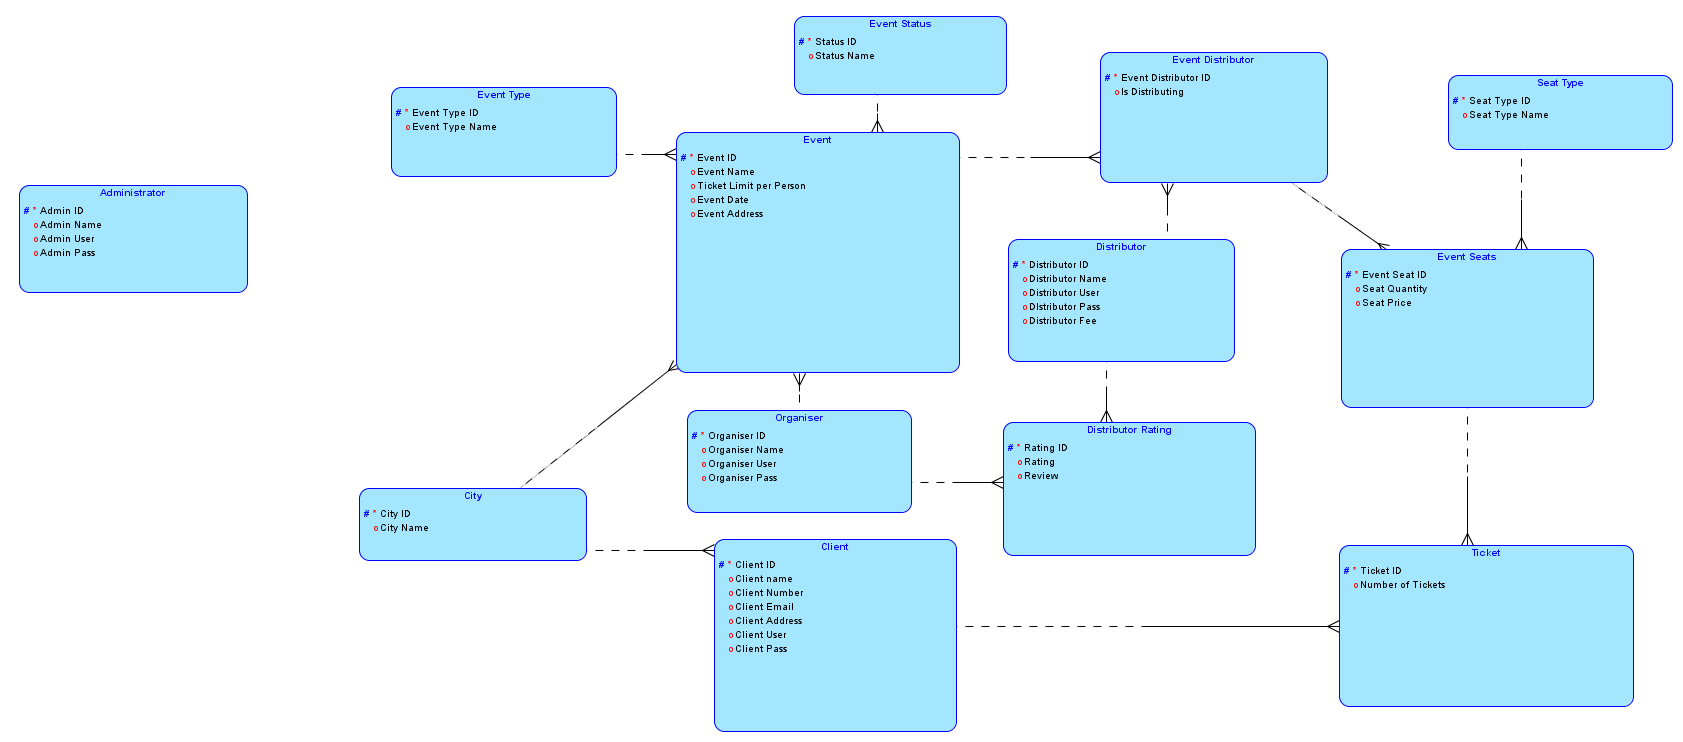 Event Status
# * Status ID
o Status Name
Event Distributor
# * Event Distributor ID
o Is Distributing
Seat Type
# * Seat Type ID
o Seat Type Name
Event Type
# * Event Type ID
o Event Type Name
Event
# * Event ID
o Event Name
o Ticket Limit per Person
o Event Date
o Event Address
Administrator
# * Admin ID
o Admin Name
o Admin User
o Admin Pass
Distributor
# * Distributor ID
o Distributor Name
o Distributor User
o DIstributor Pass
o Distributor Fee
Event Seats
# * Event Seat ID
o Seat Quantity
o Seat Price
Organiser
# * Organiser ID
o Organiser Name
o Organiser User
o Organiser Pass
Distributor Rating
# * Rating ID
o Rating
o Review
City
# * City ID
o City Name
Client
# * Client ID
o Client name
o Client Number
o Client Email
o Client Address
o Client User
o Client Pass
Ticket
# * Ticket ID
o Number of Tickets